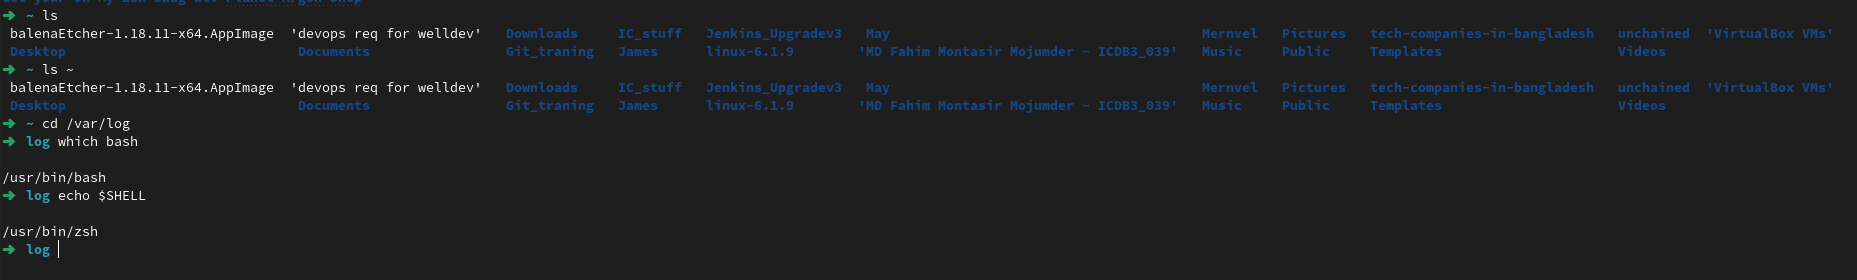 ➜ ~ ls
balenaEtcher-1.18.11-x64.AppImage 'devops req for welldev' Downloads IC_stuff Jenkins_Upgradev3 May Mernvel Pictures tech-companies-in-bangladesh unchained 'VirtualBox VMs'
Desktop Documents Git_traning James linux-6.1.9 'MD Fahim Montasir Mojumder - ICDB3_039' Music Public Templates Videos
➜ ~ ls ~
balenaEtcher-1.18.11-x64.AppImage 'devops req for welldev' Downloads IC_stuff Jenkins_Upgradev3 May Mernvel Pictures tech-companies-in-bangladesh unchained 'VirtualBox VMs'
Desktop Documents Git_traning James linux-6.1.9 'MD Fahim Montasir Mojumder - ICDB3_039' Music Public Templates Videos
➜ ~ cd /var/log
➜ log which bash
/usr/bin/bash
➜ log echo $SHELL
/usr/bin/zsh
➜ log